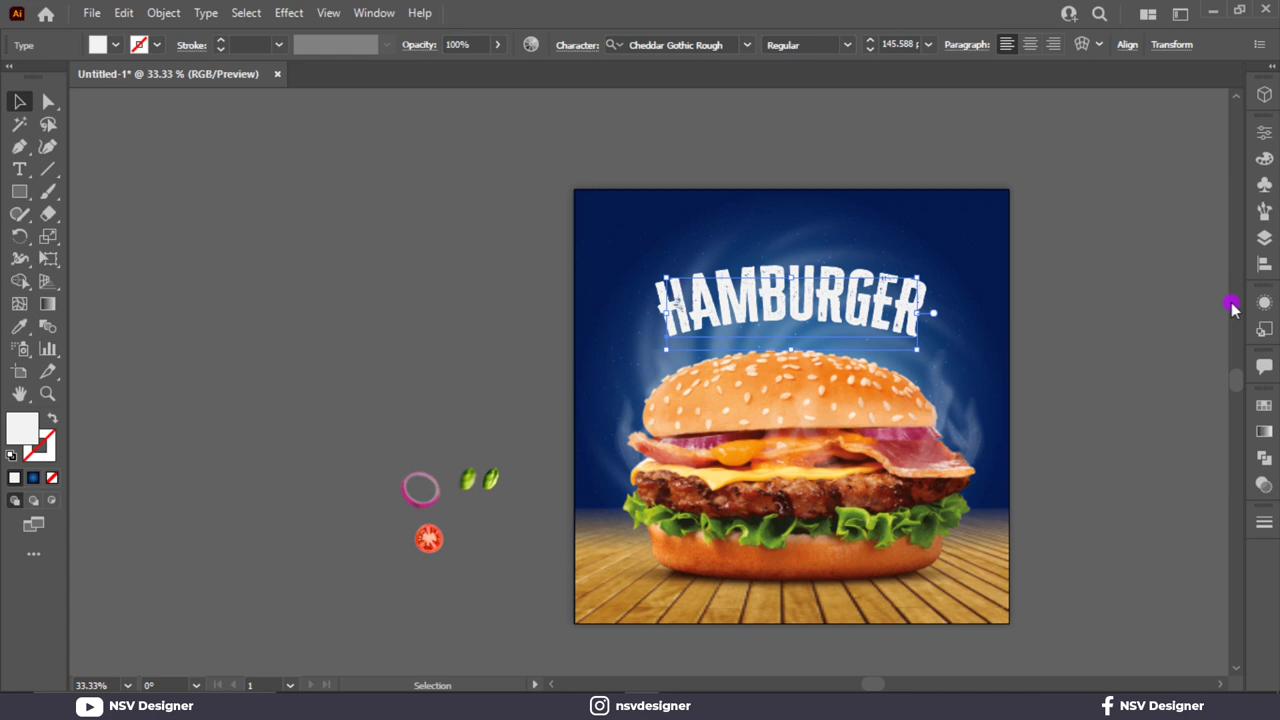 Ai File Edit Object Type Select Effect View Window Help
Type Stroke: Opacity: 100% Character: Cheddar Gothic Rough Regular 145.588 Paragraph: Align Transform
Untitled-1* @ 33.33 % (RGB/Preview)
HAMBURGER
33.33% 0° 1 Selection
NSV Designer nsvdesigner NSV Designer